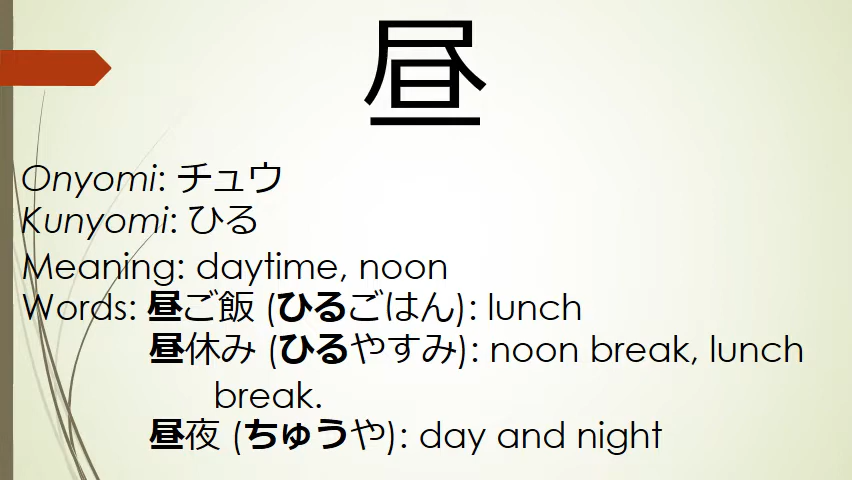 昼
Onyomi: チュウ
Kunyomi: ひる
Meaning: daytime, noon
Words: 昼ご飯 (ひるごはん): lunch
昼休み (ひるやすみ): noon break, lunch
break.
昼夜 (ちゅうや): day and night